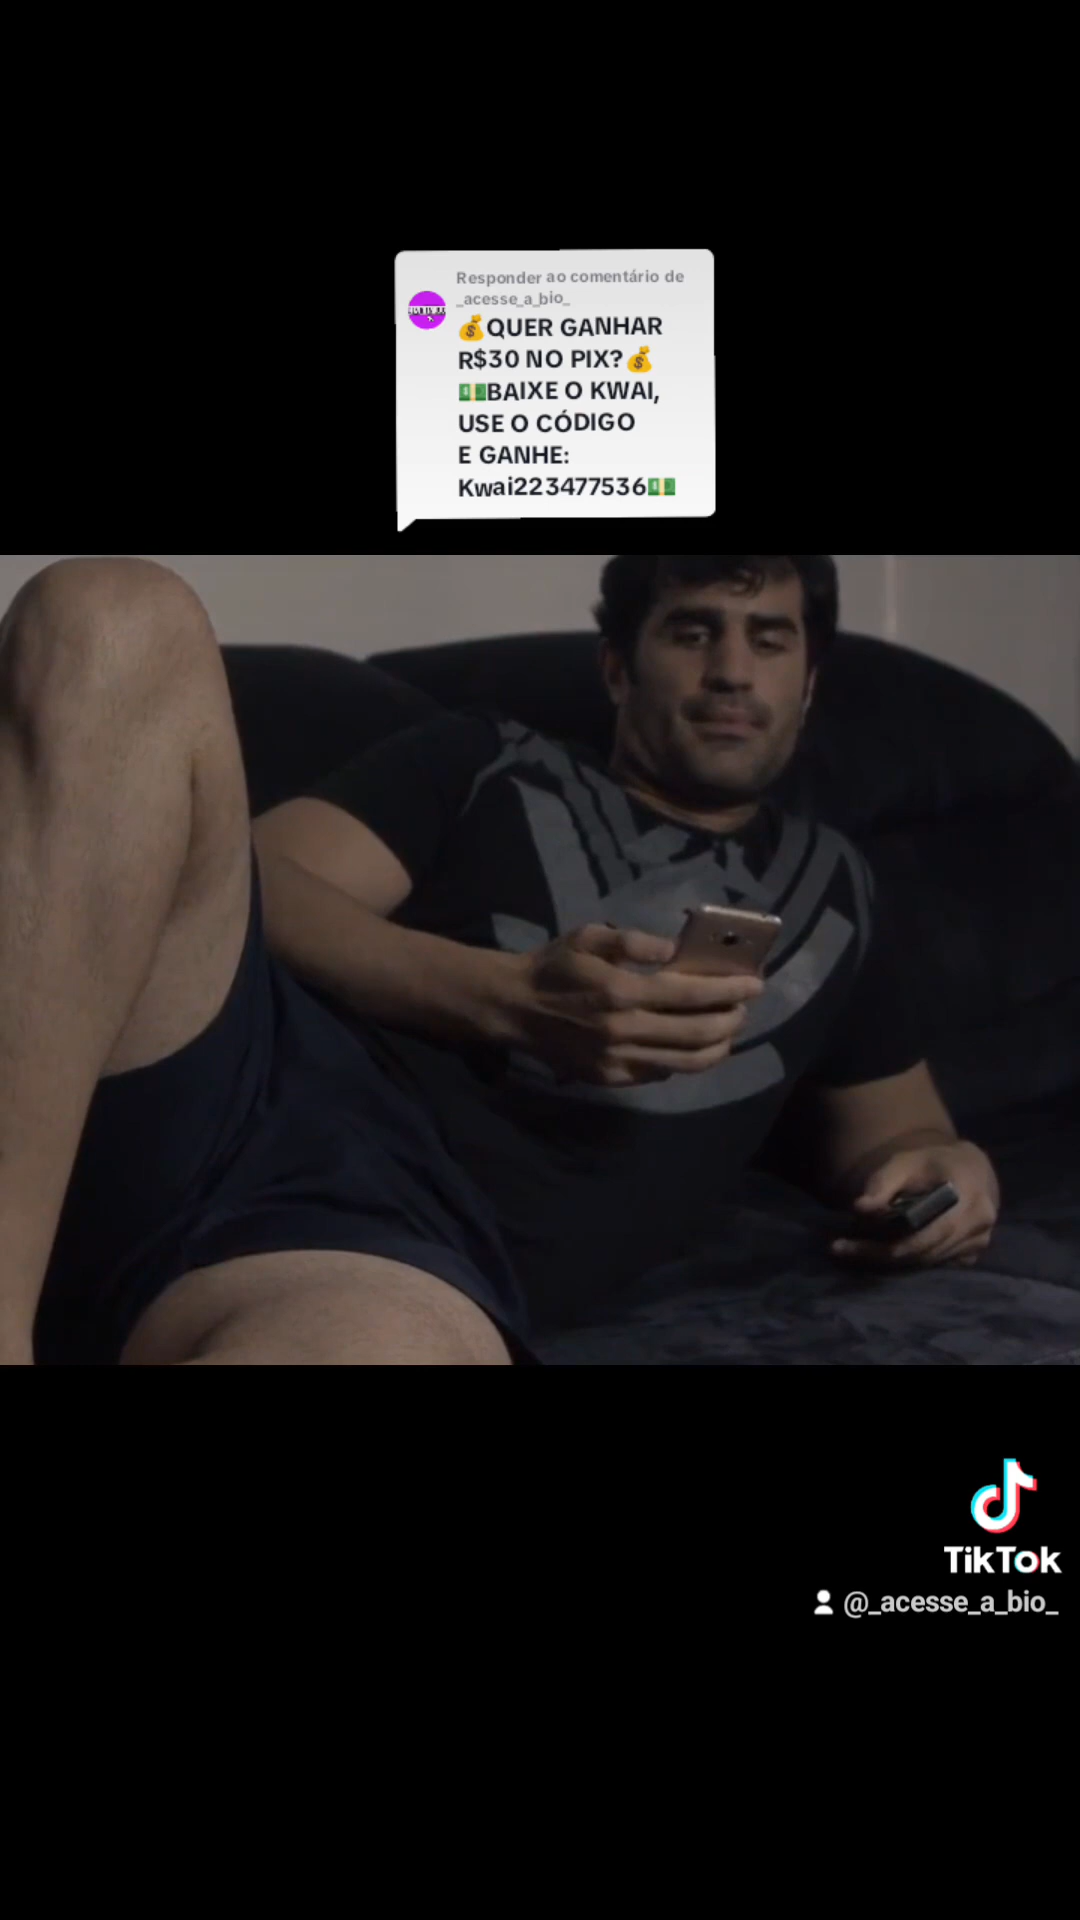 Responder ao comentário de
_acesse_a_bio_
💰QUER GANHAR
R$30 NO PIX?💰
💵BAIXE O KWAI,
USE O CÓDIGO
E GANHE:
Kwai223477536💵
TikTok
@_acesse_a_bio_